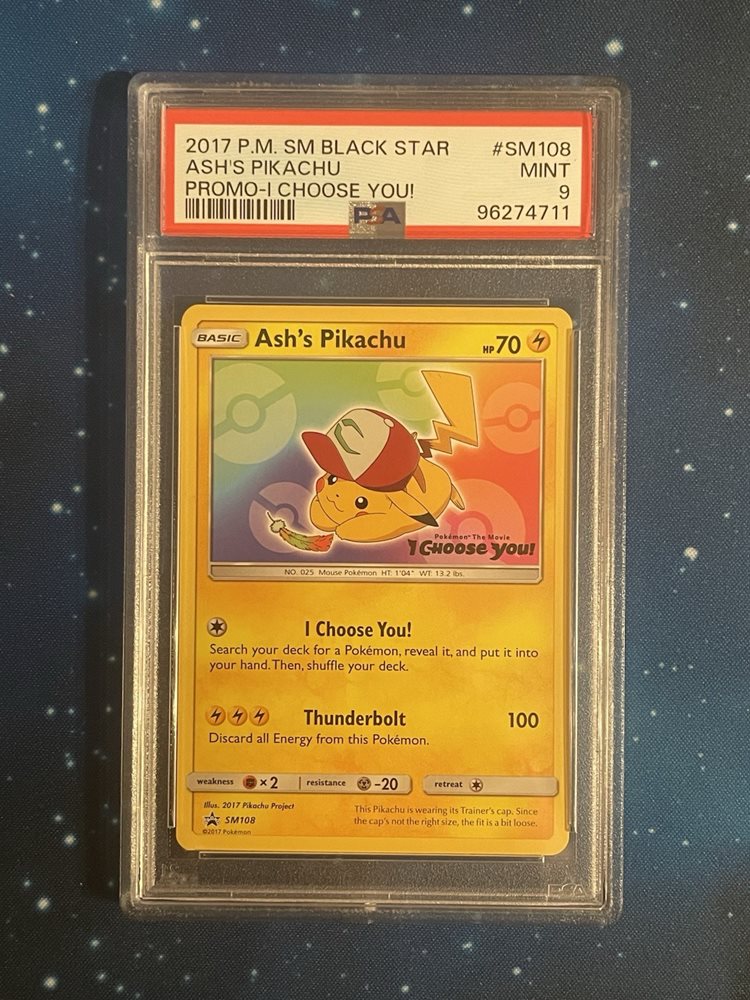 2017 P.M. SM BLACK STAR #SM108
ASH'S PIKACHU MINT
PROMO-I CHOOSE YOU! 9
PSA 96274711
BASIC Ash's Pikachu HP 70
Pokémon The Movie
I Choose You!
NO. 025 Mouse Pokémon HT: 1'04" WT: 13.2 lbs.
I Choose You!
Search your deck for a Pokémon, reveal it, and put it into
your hand. Then, shuffle your deck.
Thunderbolt 100
Discard all Energy from this Pokémon.
weakness ×2 resistance -20 retreat
Illus. 2017 Pikachu Project
SM108
©2017 Pokémon
This Pikachu is wearing its Trainer's cap. Since
the cap's not the right size, the fit is a bit loose.
PSA